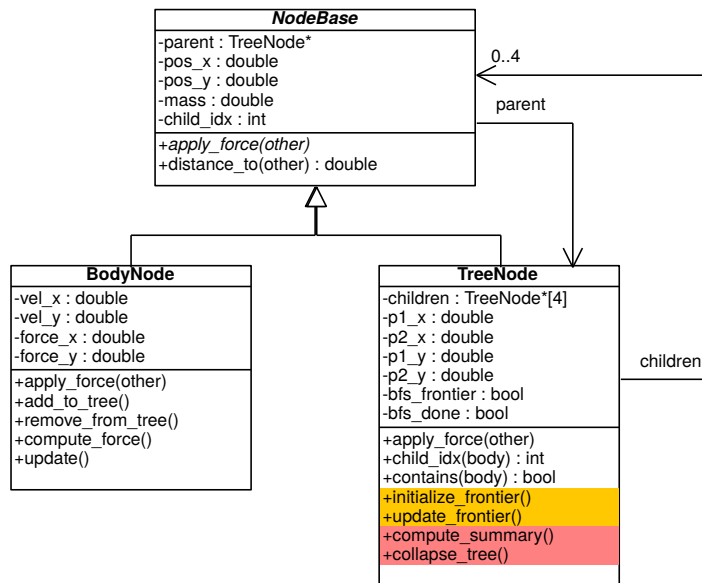 NodeBase
-parent : TreeNode*
-pos_x : double
-pos_y : double
-mass : double
-child_idx : int
+apply_force(other)
+distance_to(other) : double
0..4
parent
BodyNode
-vel_x : double
-vel_y : double
-force_x : double
-force_y : double
+apply_force(other)
+add_to_tree()
+remove_from_tree()
+compute_force()
+update()
TreeNode
-children : TreeNode*[4]
-p1_x : double
-p2_x : double
-p1_y : double
-p2_y : double
-bfs_frontier : bool
-bfs_done : bool
+apply_force(other)
+child_idx(body) : int
+contains(body) : bool
+initialize_frontier()
+update_frontier()
+compute_summary()
+collapse_tree()
children